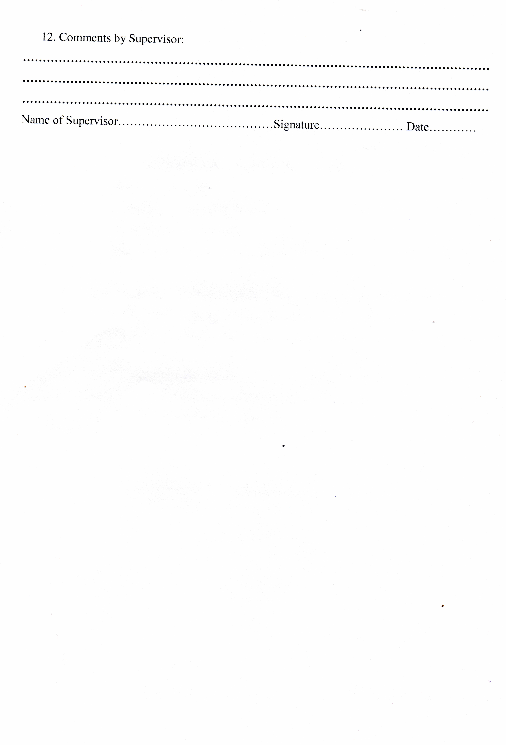 12. Comments by Supervisor:
................................................................................................................
................................................................................................................
................................................................................................................
Name of Supervisor.......................................Signature..................... Date............